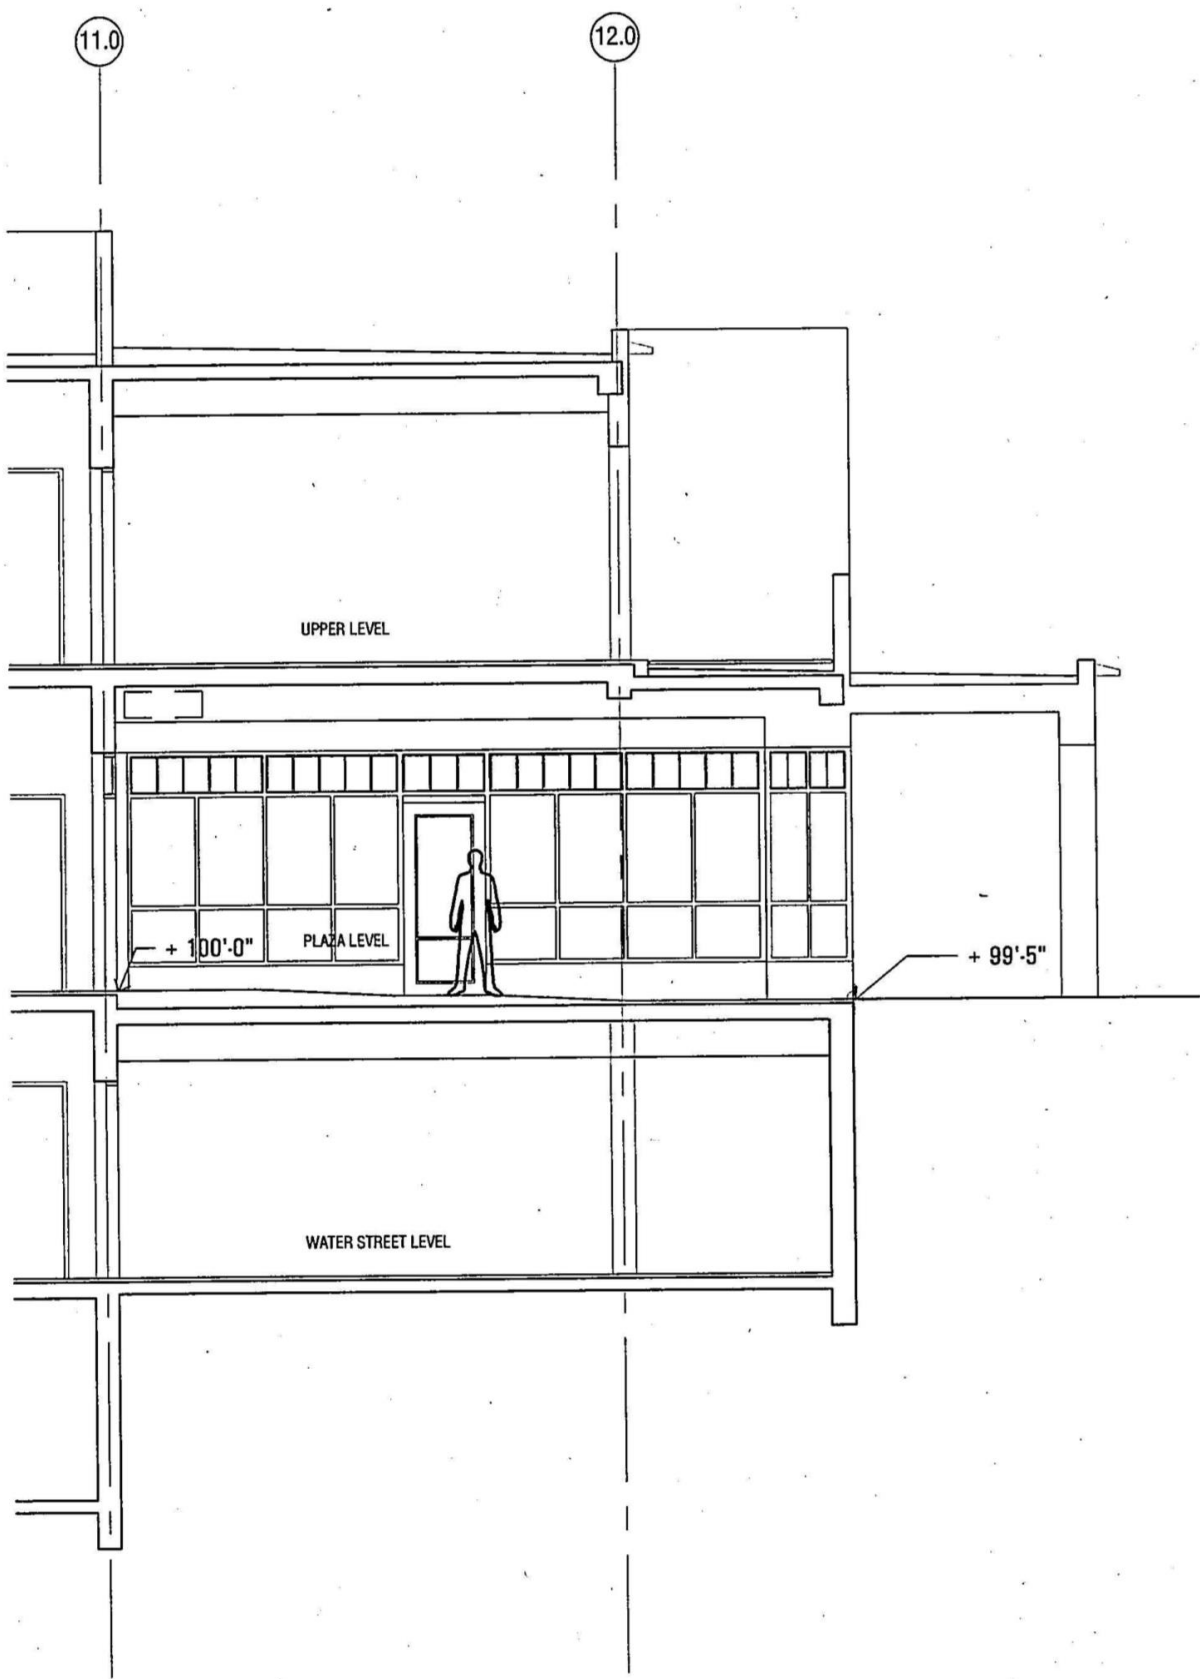 11.0
12.0
UPPER LEVEL
+ 100'-0"
PLAZA LEVEL
+ 99'-5"
WATER STREET LEVEL